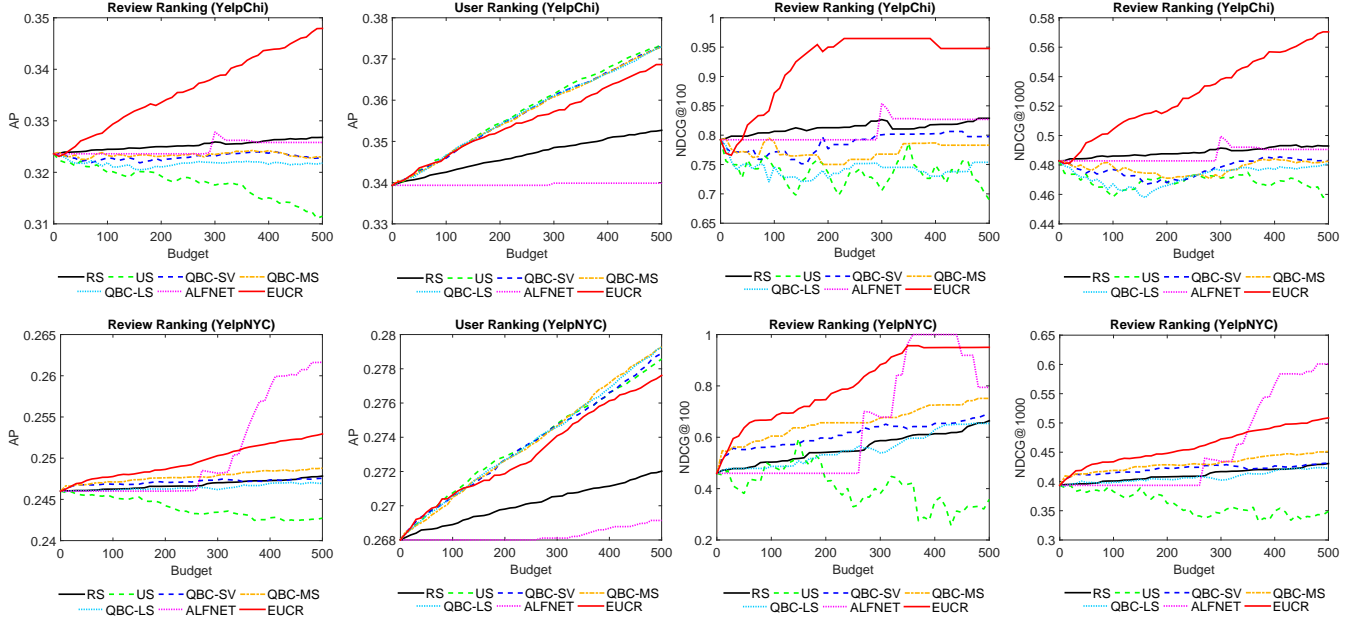 Review Ranking (YelpChi)
0.35
0.34
0.33
0.32
0.31
AP
0 100 200 300 400 500
Budget
RS US QBC-SV QBC-MS
QBC-LS ALFNET EUCR
User Ranking (YelpChi)
0.38
0.37
0.36
0.35
0.34
0.33
AP
0 100 200 300 400 500
Budget
RS US QBC-SV QBC-MS
QBC-LS ALFNET EUCR
Review Ranking (YelpChi)
1
0.95
0.9
0.85
0.8
0.75
0.7
0.65
NDCG@100
0 100 200 300 400 500
Budget
RS US QBC-SV QBC-MS
QBC-LS ALFNET EUCR
Review Ranking (YelpChi)
0.58
0.56
0.54
0.52
0.5
0.48
0.46
0.44
NDCG@1000
0 100 200 300 400 500
Budget
RS US QBC-SV QBC-MS
QBC-LS ALFNET EUCR
Review Ranking (YelpNYC)
0.265
0.26
0.255
0.25
0.245
0.24
AP
0 100 200 300 400 500
Budget
RS US QBC-SV QBC-MS
QBC-LS ALFNET EUCR
User Ranking (YelpNYC)
0.28
0.278
0.276
0.274
0.272
0.27
0.268
AP
0 100 200 300 400 500
Budget
RS US QBC-SV QBC-MS
QBC-LS ALFNET EUCR
Review Ranking (YelpNYC)
1
0.8
0.6
0.4
0.2
NDCG@100
0 100 200 300 400 500
Budget
RS US QBC-SV QBC-MS
QBC-LS ALFNET EUCR
Review Ranking (YelpNYC)
0.65
0.6
0.55
0.5
0.45
0.4
0.35
0.3
NDCG@1000
0 100 200 300 400 500
Budget
RS US QBC-SV QBC-MS
QBC-LS ALFNET EUCR